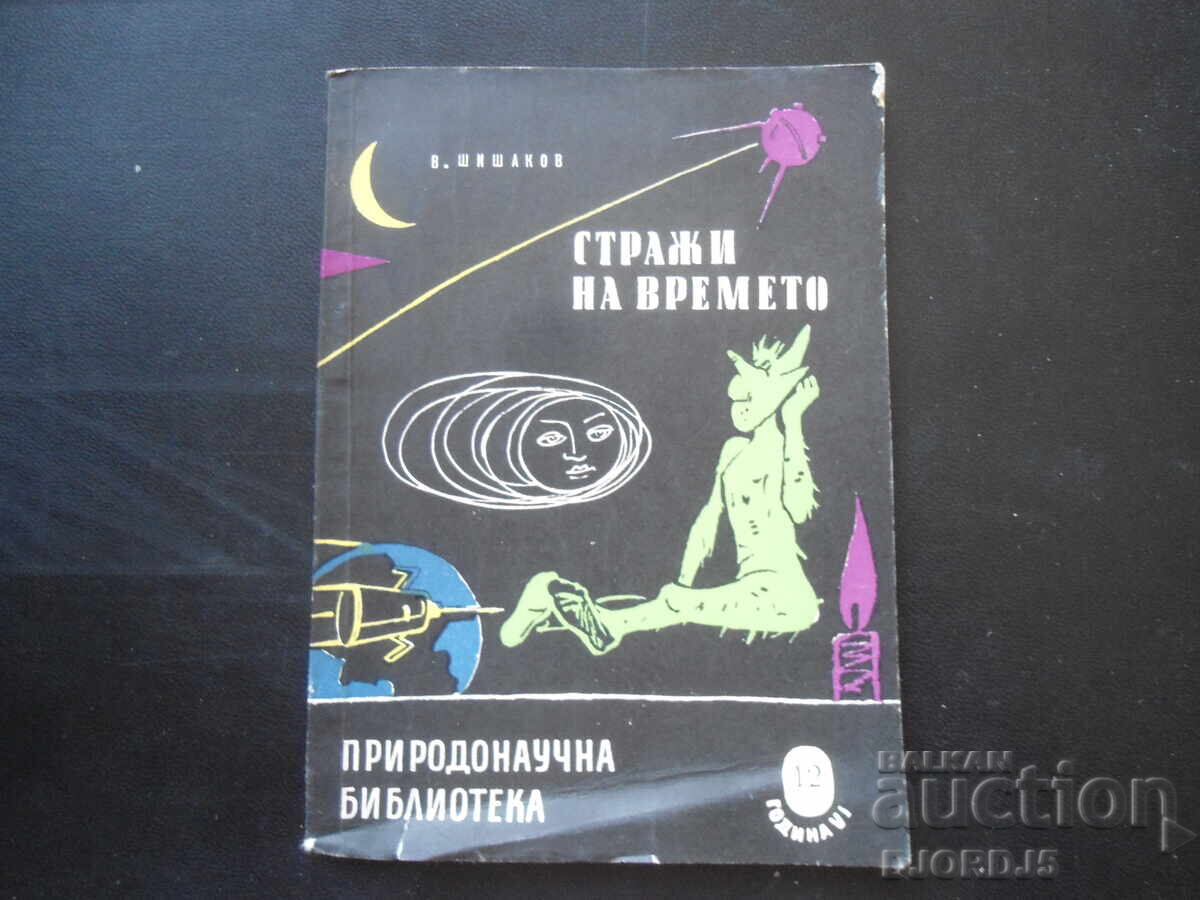 В. ШИШАКОВ
СТРАЖИ
НА ВРЕМЕТО
ПРИРОДОНАУЧНА
БИБЛИОТЕКА
12
ГОДИНА VI
BALKAN
auction
DJORDJ5